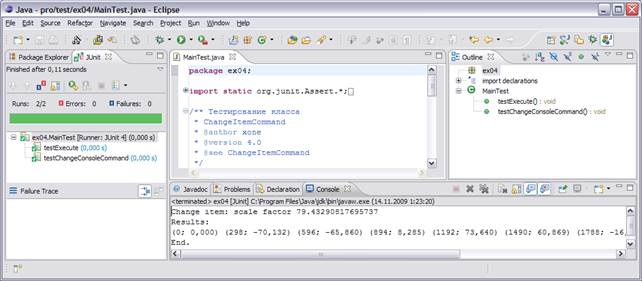 Java - pro/test/ex04/MainTest.java - Eclipse
File Edit Source Refactor Navigate Search Project Run Window Help
Package Explorer JUnit
Finished after 0,11 seconds
Runs: 2/2 Errors: 0 Failures: 0
ex04.MainTest [Runner: JUnit 4] (0,000 s)
testExecute (0,000 s)
testChangeConsoleCommand (0,000 s)
Failure Trace
MainTest.java
package ex04;
import static org.junit.Assert.*;
/** Тестирование класса
* ChangeItemCommand
* @author xone
* @version 4.0
* @see ChangeItemCommand
*/
Outline
ex04
import declarations
MainTest
testExecute() : void
testChangeConsoleCommand() : void
Javadoc Problems Declaration Console
<terminated> ex04 [JUnit] C:\Program Files\Java\jdk\bin\javaw.exe (14.11.2009 1:23:20)
Change item: scale factor 79.43290817695737
Results:
(0; 0,000) (298; -70,132) (596; -65,860) (894; 8,285) (1192; 73,640) (1490; 60,869) (1788; -16,
End.